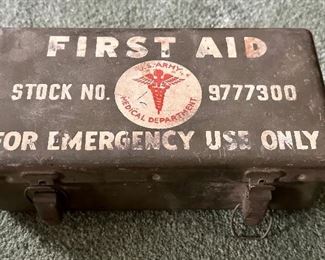 FIRST AID
U.S. ARMY
STOCK NO. 9777300
MEDICAL DEPARTMENT
FOR EMERGENCY USE ONLY